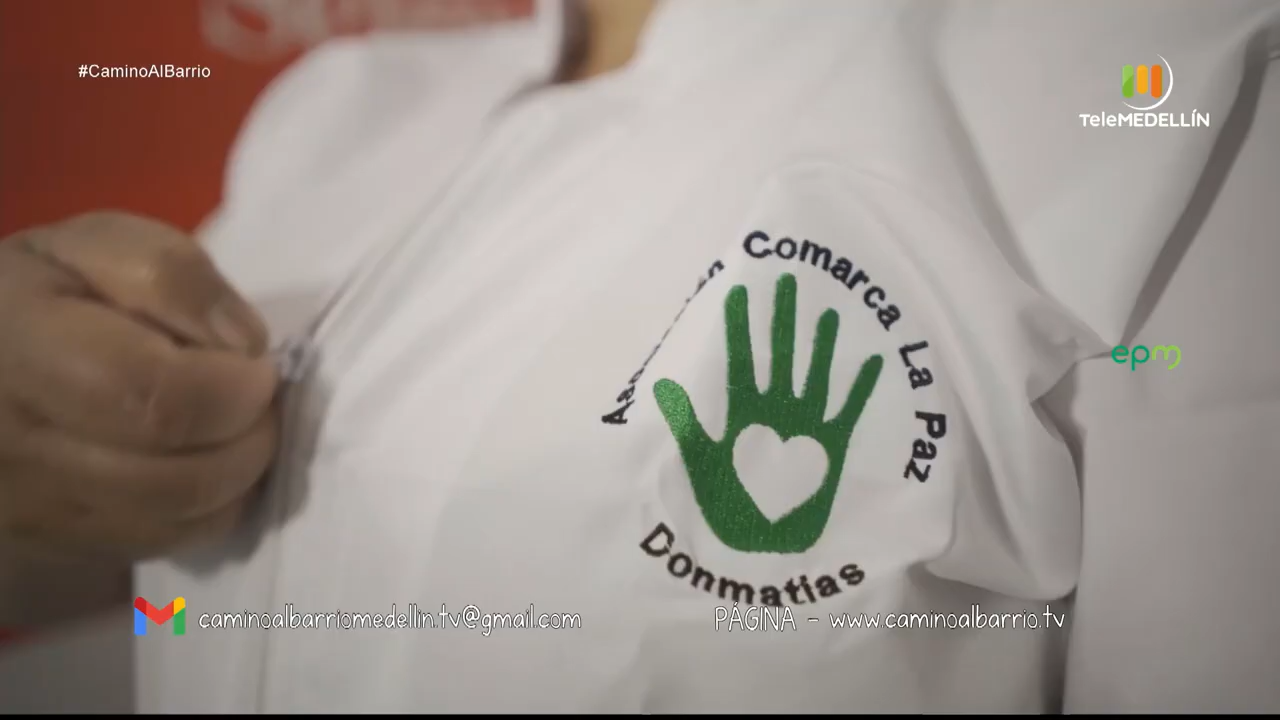 #CaminoAlBarrio
TeleMEDELLÍN
Comarca La Paz
epm
Donmatias
caminoalbarriomedellin.tv@gmail.com
PÁGINA - www.caminoalbarrio.tv